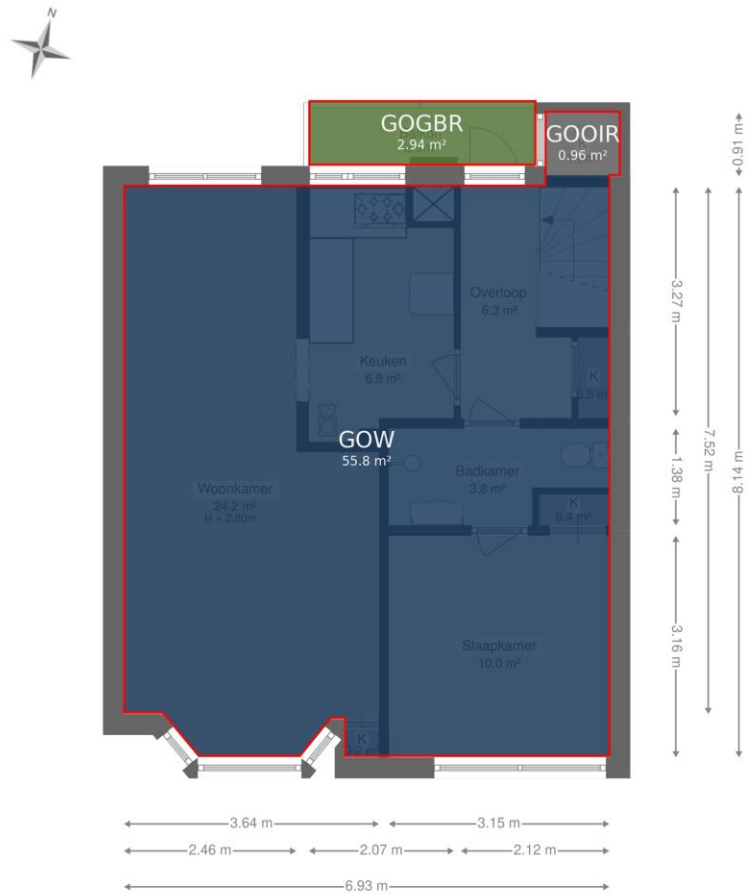 N
GOGBR
2.94 m²
GOOIR
0.96 m²
0.91 m
Overloop
6.3 m²
3.27 m
Keuken
6.8 m²
K
0.5 m²
GOW
55.8 m²
7.52 m
8.14 m
Badkamer
3.8 m²
1.38 m
Woonkamer
24.2 m²
H = 2.80m
K
0.4 m²
Slaapkamer
10.0 m²
3.16 m
K
0.2 m²
3.64 m
3.15 m
2.46 m
2.07 m
2.12 m
6.93 m